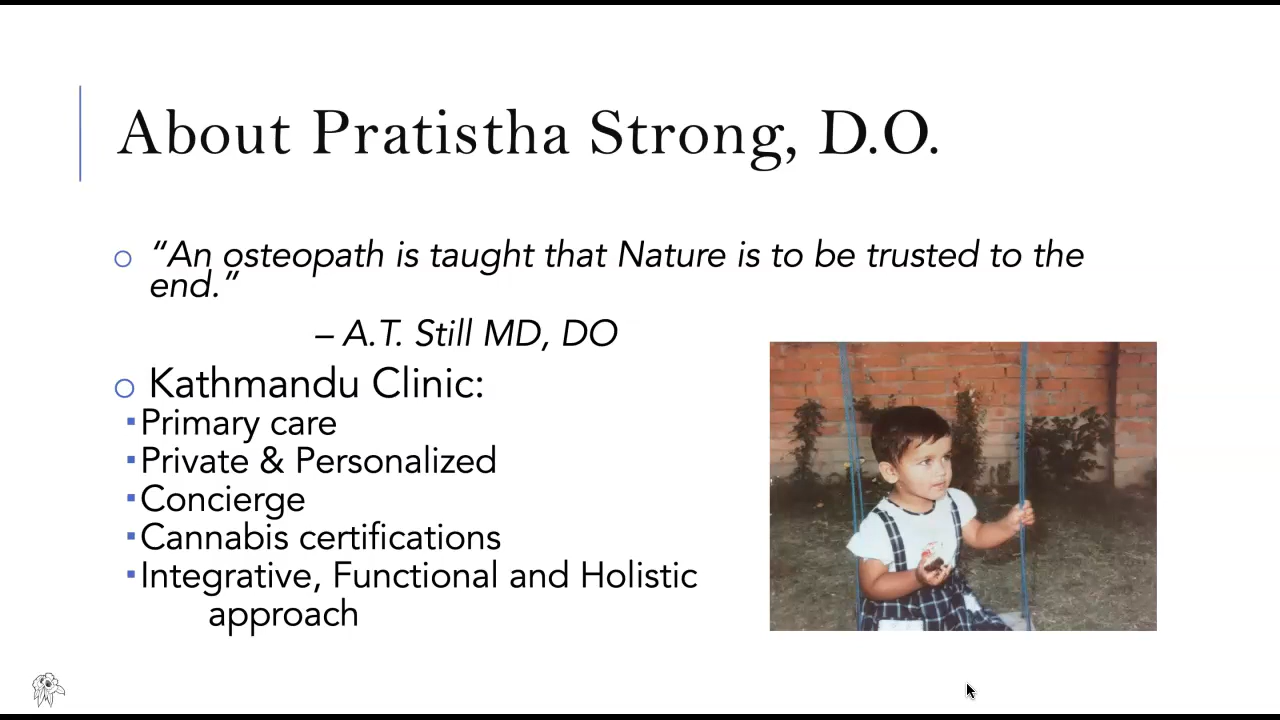 About Pratistha Strong, D.O.
“An osteopath is taught that Nature is to be trusted to the
end.”
– A.T. Still MD, DO
Kathmandu Clinic:
Primary care
Private & Personalized
Concierge
Cannabis certifications
Integrative, Functional and Holistic
approach